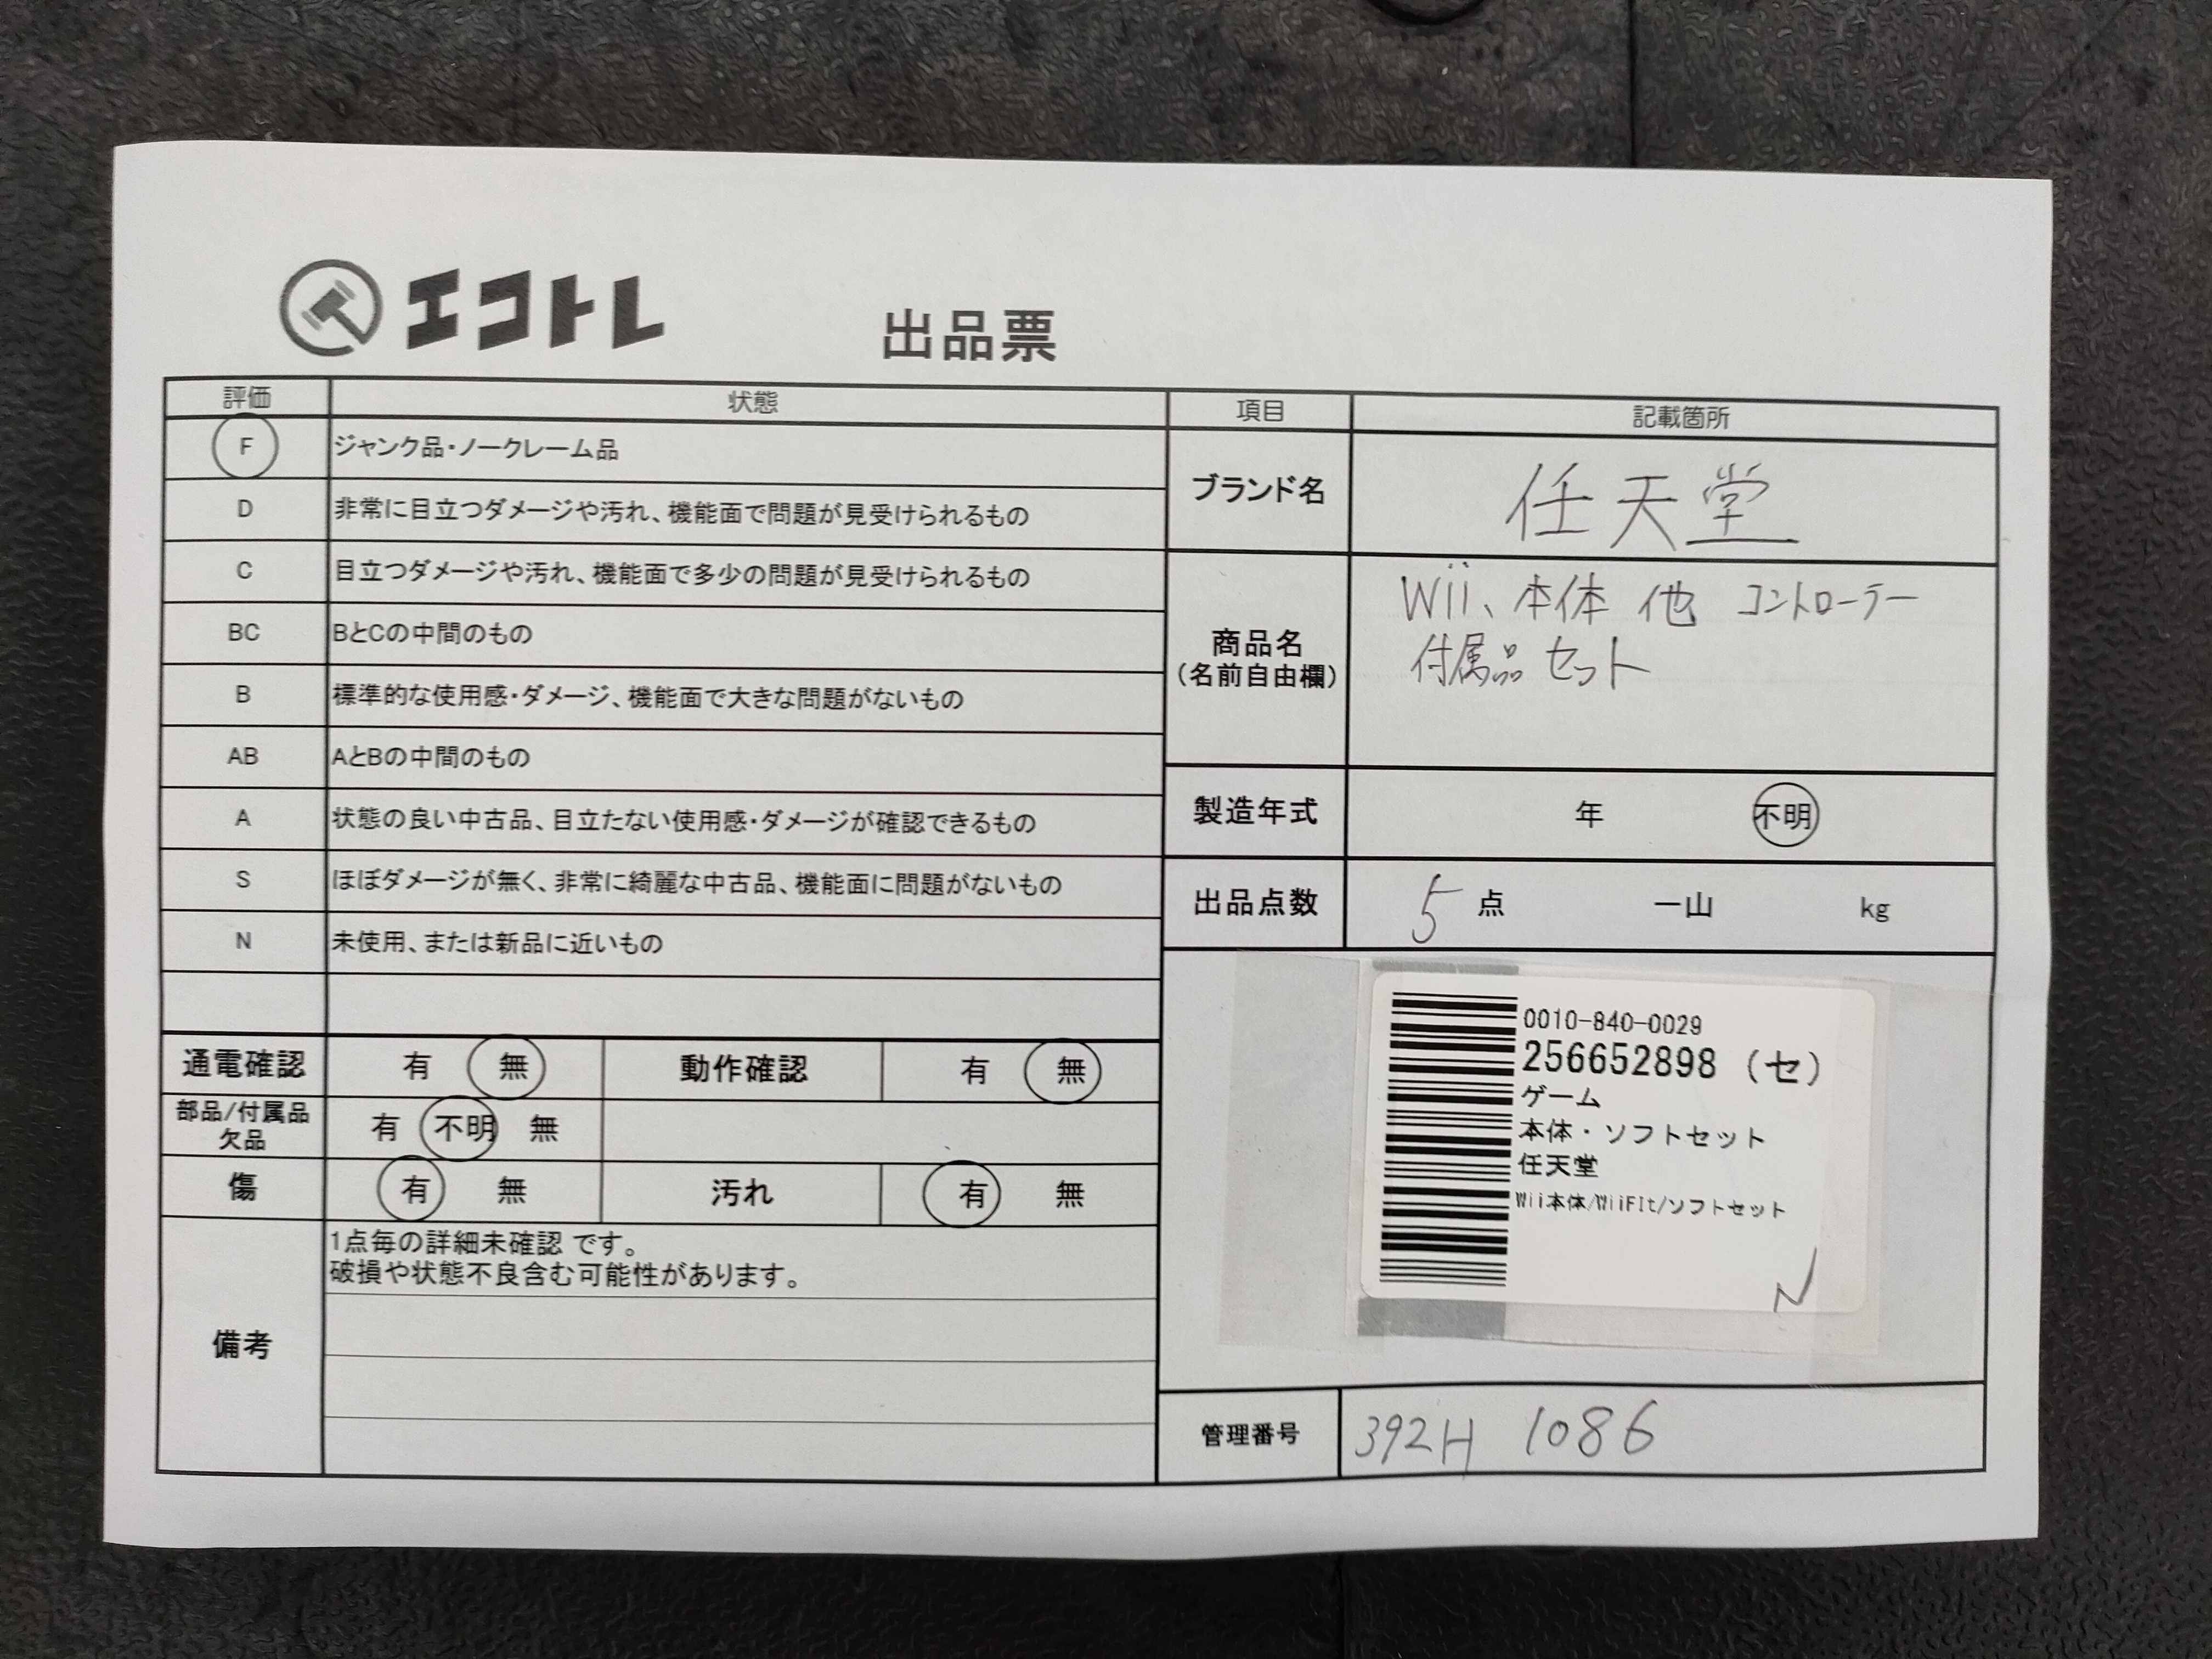 エコトレ
出品票
評価 状態
F ジャンク品・ノークレーム品
D 非常に目立つダメージや汚れ、機能面で問題が見受けられるもの
C 目立つダメージや汚れ、機能面で多少の問題が見受けられるもの
BC BとCの中間のもの
B 標準的な使用感・ダメージ、機能面で大きな問題がないもの
AB AとBの中間のもの
A 状態の良い中古品、目立たない使用感・ダメージが確認できるもの
S ほぼダメージが無く、非常に綺麗な中古品、機能面に問題がないもの
N 未使用、または新品に近いもの
通電確認 有 無 動作確認 有 無
部品/付属品
欠品
有 不明 無
傷 有 無 汚れ 有 無
備考
1点毎の詳細未確認 です。
破損や状態不良含む可能性があります。
項目 記載箇所
ブランド名 任天堂
商品名
(名前自由欄)
Wii、本体 他 コントローラー
付属品 セット
製造年式 年 不明
出品点数 5 点 一山 kg
0010-840-0029
256652898 (セ)
ゲーム
本体・ソフトセット
任天堂
Wii本体/WiiFIt/ソフトセット
管理番号 392H 1086